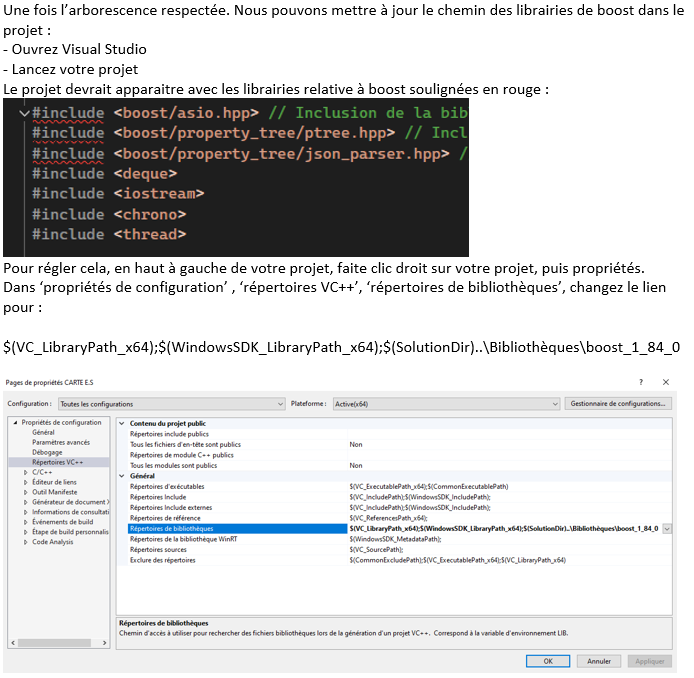 Une fois l’arborescence respectée. Nous pouvons mettre à jour le chemin des librairies de boost dans le
projet :
- Ouvrez Visual Studio
- Lancez votre projet
Le projet devrait apparaitre avec les librairies relative à boost soulignées en rouge :
#include <boost/asio.hpp> // Inclusion de la bib
#include <boost/property_tree/ptree.hpp> // Incl
#include <boost/property_tree/json_parser.hpp> /
#include <deque>
#include <iostream>
#include <chrono>
#include <thread>
Pour régler cela, en haut à gauche de votre projet, faite clic droit sur votre projet, puis propriétés.
Dans ‘propriétés de configuration’ , ‘répertoires VC++’, ‘répertoires de bibliothèques’, changez le lien
pour :
$(VC_LibraryPath_x64);$(WindowsSDK_LibraryPath_x64);$(SolutionDir)..\Bibliothèques\boost_1_84_0
Pages de propriétés CARTE E.S ? ×
Configuration : Toutes les configurations Plateforme : Active(x64) Gestionnaire de configurations...
Propriétés de configuration
Général
Paramètres avancés
Débogage
Répertoires VC++
C/C++
Éditeur de liens
Outil Manifeste
Générateur de document
Informations de consultati
Événements de build
Étape de build personnalis
Code Analysis
Contenu du projet public
Répertoires include publics
Tous les fichiers d'en-tête sont publics Non
Répertoires de module C++ publics
Tous les modules sont publics Non
Général
Répertoires d'exécutables $(VC_ExecutablePath_x64);$(CommonExecutablePath)
Répertoires Include $(VC_IncludePath);$(WindowsSDK_IncludePath);
Répertoires Include externes $(VC_IncludePath);$(WindowsSDK_IncludePath);
Répertoires de référence $(VC_ReferencesPath_x64);
Répertoires de bibliothèques $(VC_LibraryPath_x64);$(WindowsSDK_LibraryPath_x64);$(SolutionDir)..\Bibliothèques\boost_1_84_0
Répertoires de la bibliothèque WinRT $(WindowsSDK_MetadataPath);
Répertoires sources $(VC_SourcePath);
Exclure des répertoires $(CommonExcludePath);$(VC_ExecutablePath_x64);$(VC_LibraryPath_x64)
Répertoires de bibliothèques
Chemin d'accès à utiliser pour rechercher des fichiers bibliothèques lors de la génération d'un projet VC++. Correspond à la variable d'environnement LIB.
OK Annuler Appliquer